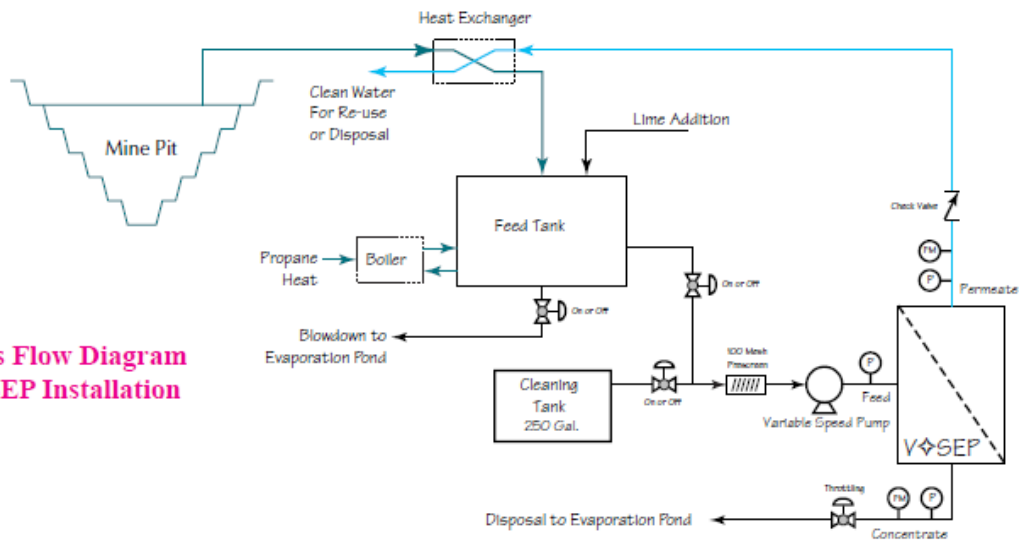 Heat Exchanger
Mine Pit
Clean Water
For Re-use
or Disposal
Lime Addition
Check Valve
Feed Tank
FM
P
Permeate
Propane
Heat
Boiler
On or Off
On or Off
Blowdown to
Evaporation Pond
s Flow Diagram
EP Installation
Cleaning
Tank
250 Gal.
On or Off
100 Mesh
Prescreen
Variable Speed Pump
P
Feed
V SEP
Throttling
FM
P
Disposal to Evaporation Pond
Concentrate